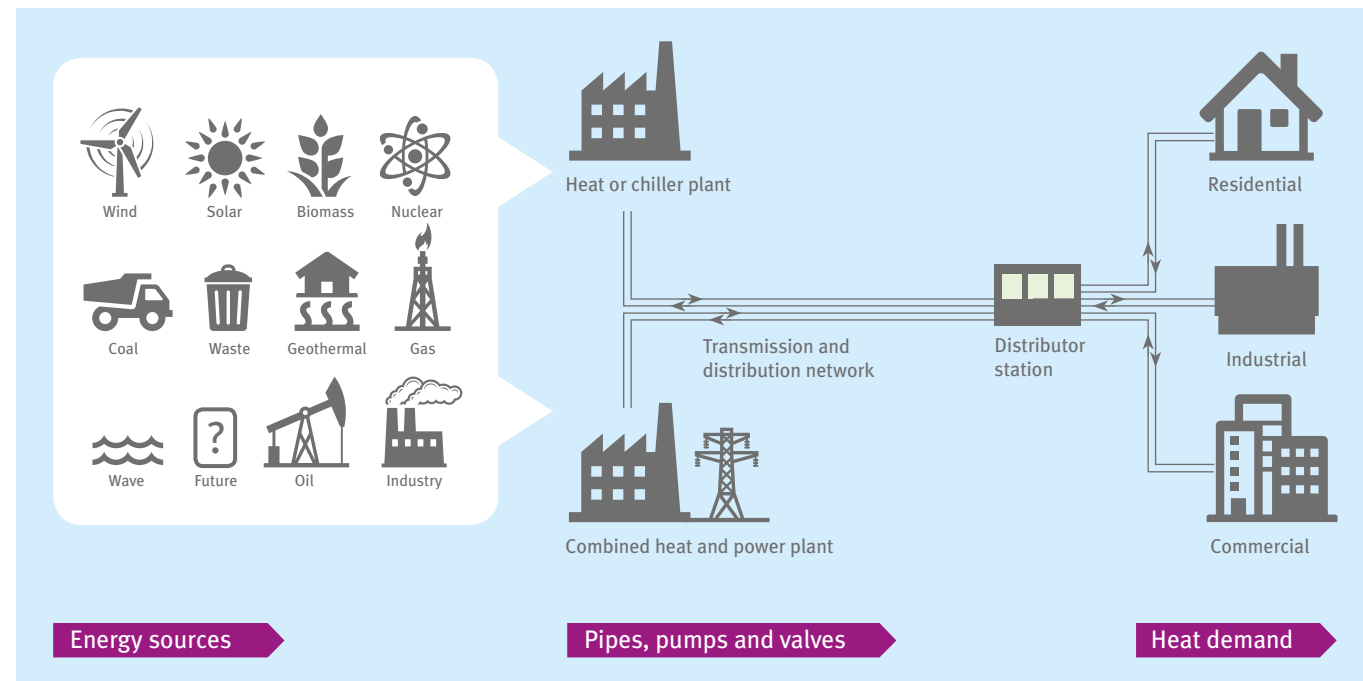 Wind
Solar
Biomass
Nuclear
Coal
Waste
Geothermal
Gas
Wave
?
Future
Oil
Industry
Heat or chiller plant
Transmission and
distribution network
Combined heat and power plant
Distributor
station
Residential
Industrial
Commercial
Energy sources
Pipes, pumps and valves
Heat demand